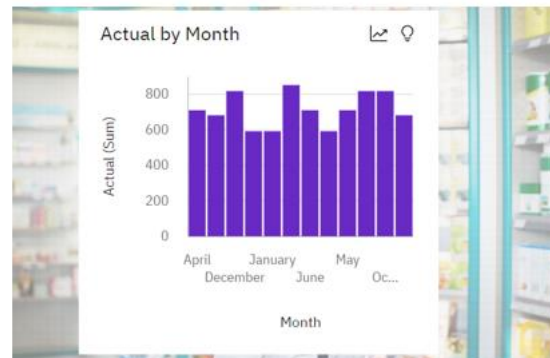 Actual by Month
Actual (Sum)
800
600
400
200
0
April January May
December June Oc...
Month